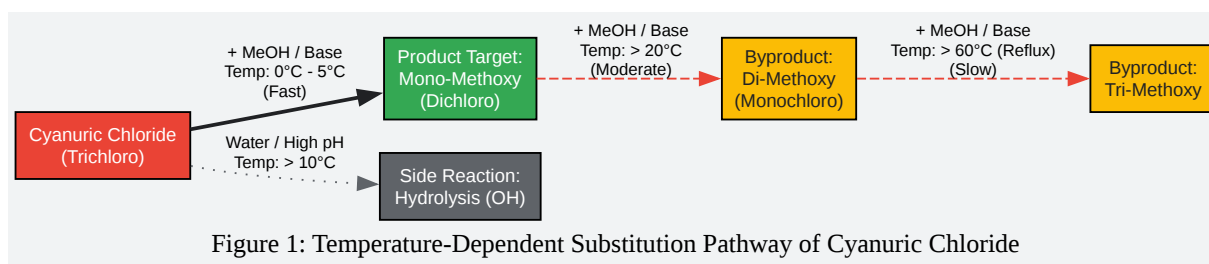 + MeOH / Base
Temp: 0°C - 5°C
(Fast)
Product Target:
Mono-Methoxy
(Dichloro)
+ MeOH / Base
Temp: > 20°C
(Moderate)
Byproduct:
Di-Methoxy
(Monochloro)
+ MeOH / Base
Temp: > 60°C (Reflux)
(Slow)
Byproduct:
Tri-Methoxy
Cyanuric Chloride
(Trichloro)
Water / High pH
Temp: > 10°C
Side Reaction:
Hydrolysis (OH)
Figure 1: Temperature-Dependent Substitution Pathway of Cyanuric Chloride